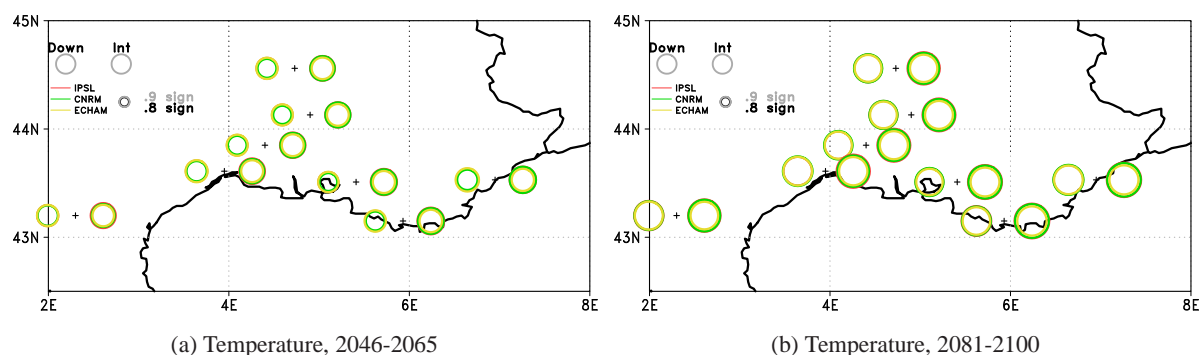 45N
Down Int
IPSL
CNRM
ECHAM
.9 sign
.8 sign
44N
43N
2E 4E 6E 8E
(a) Temperature, 2046-2065
45N
Down Int
IPSL
CNRM
ECHAM
.9 sign
.8 sign
44N
43N
2E 4E 6E 8E
(b) Temperature, 2081-2100